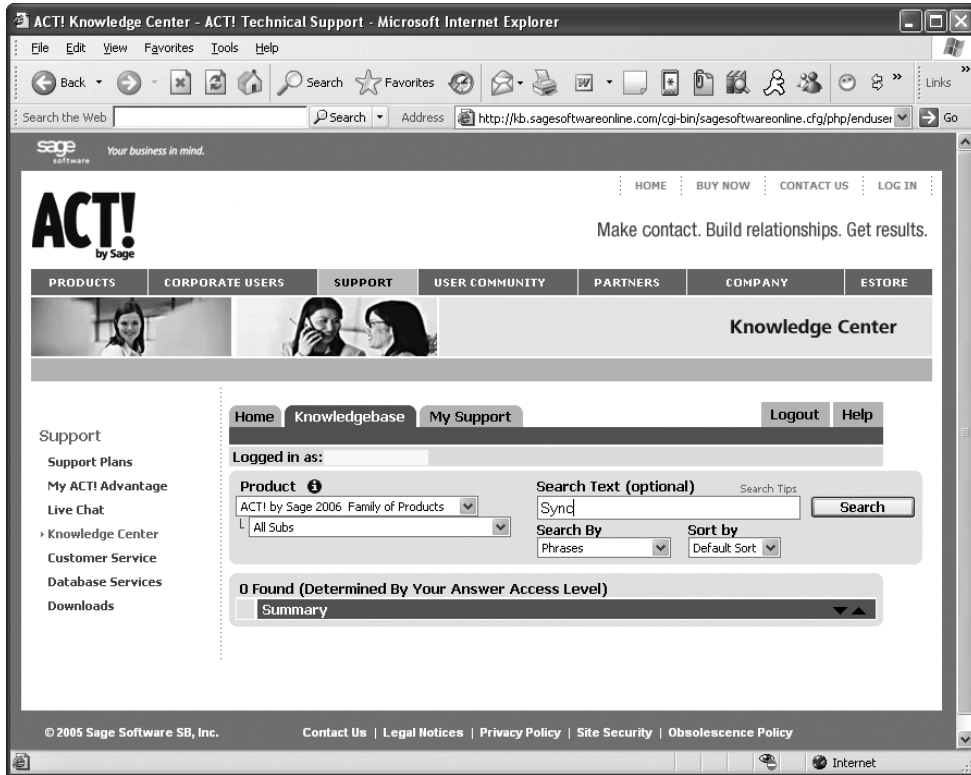 ACT! Knowledge Center - ACT! Technical Support - Microsoft Internet Explorer
File Edit View Favorites Tools Help
Back Search Favorites W Links
Search the Web Search Address http://kb.sagesoftwareonline.com/cgi-bin/sagesoftwareonline.cfg/php/enduser Go
sage software Your business in mind.
HOME BUY NOW CONTACT US LOG IN
ACT!
by Sage
Make contact. Build relationships. Get results.
PRODUCTS CORPORATE USERS SUPPORT USER COMMUNITY PARTNERS COMPANY ESTORE
Knowledge Center
Home Knowledgebase My Support Logout Help
Support
Support Plans
My ACT! Advantage
Live Chat
Knowledge Center
Customer Service
Database Services
Downloads
Logged in as:
Product i Search Text (optional) Search Tips
ACT! by Sage 2006 Family of Products Sync Search
All Subs Search By Sort by
Phrases Default Sort
0 Found (Determined By Your Answer Access Level)
Summary
© 2005 Sage Software SB, Inc. Contact Us | Legal Notices | Privacy Policy | Site Security | Obsolescence Policy
Internet